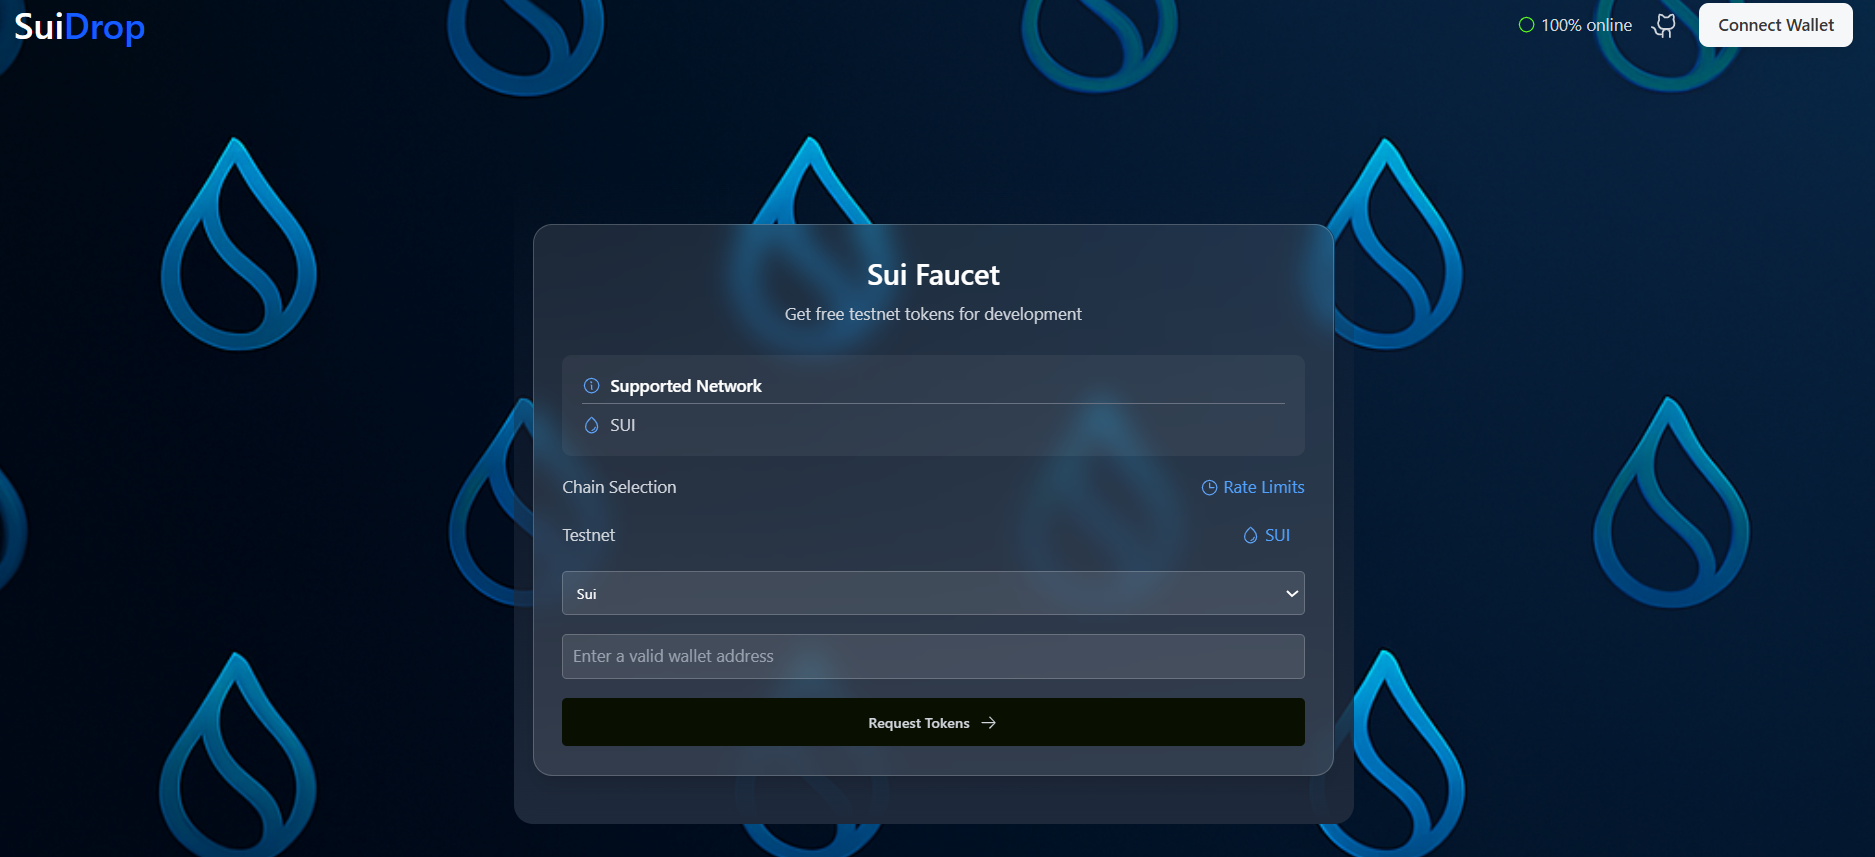 SuiDrop
100% online
Connect Wallet
Sui Faucet
Get free testnet tokens for development
Supported Network
SUI
Chain Selection
Rate Limits
Testnet
SUI
Sui
Enter a valid wallet address
Request Tokens